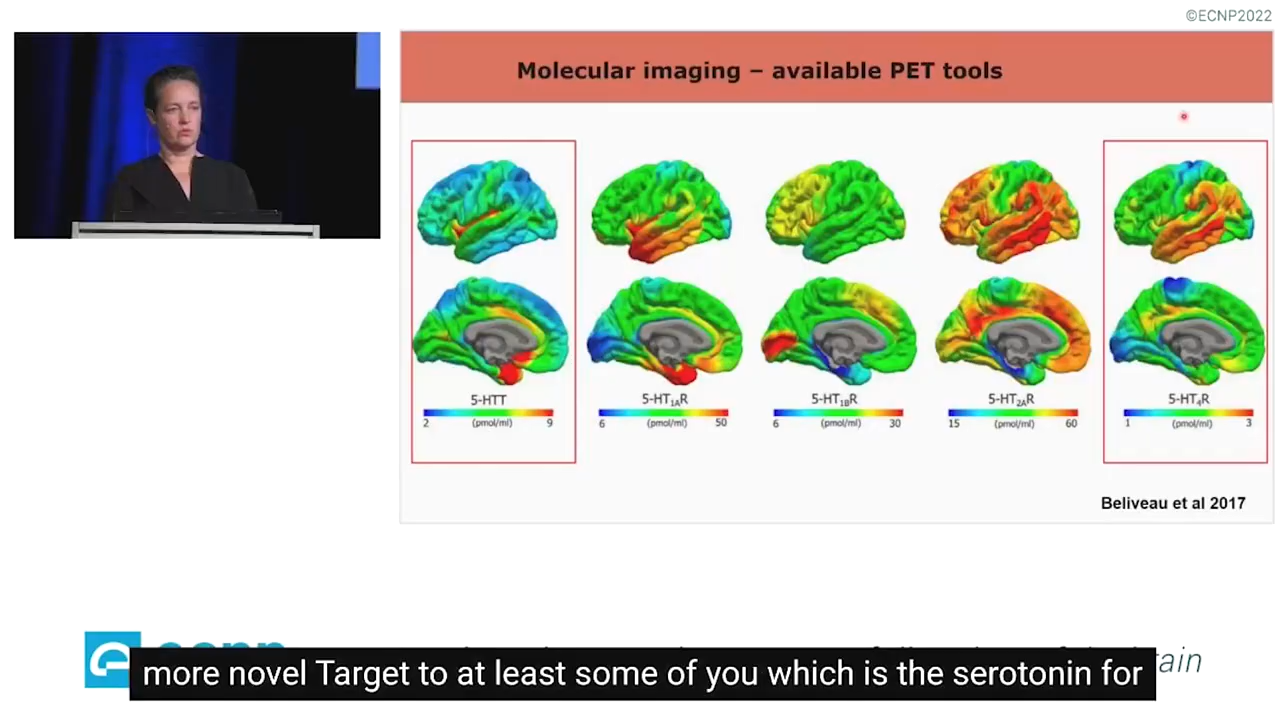 ©ECNP2022
Molecular imaging – available PET tools
5-HTT
2 (pmol/ml) 9
5-HT1AR
6 (pmol/ml) 50
5-HT1BR
6 (pmol/ml) 30
5-HT2AR
15 (pmol/ml) 60
5-HT4R
1 (pmol/ml) 3
Beliveau et al 2017
more novel Target to at least some of you which is the serotonin for